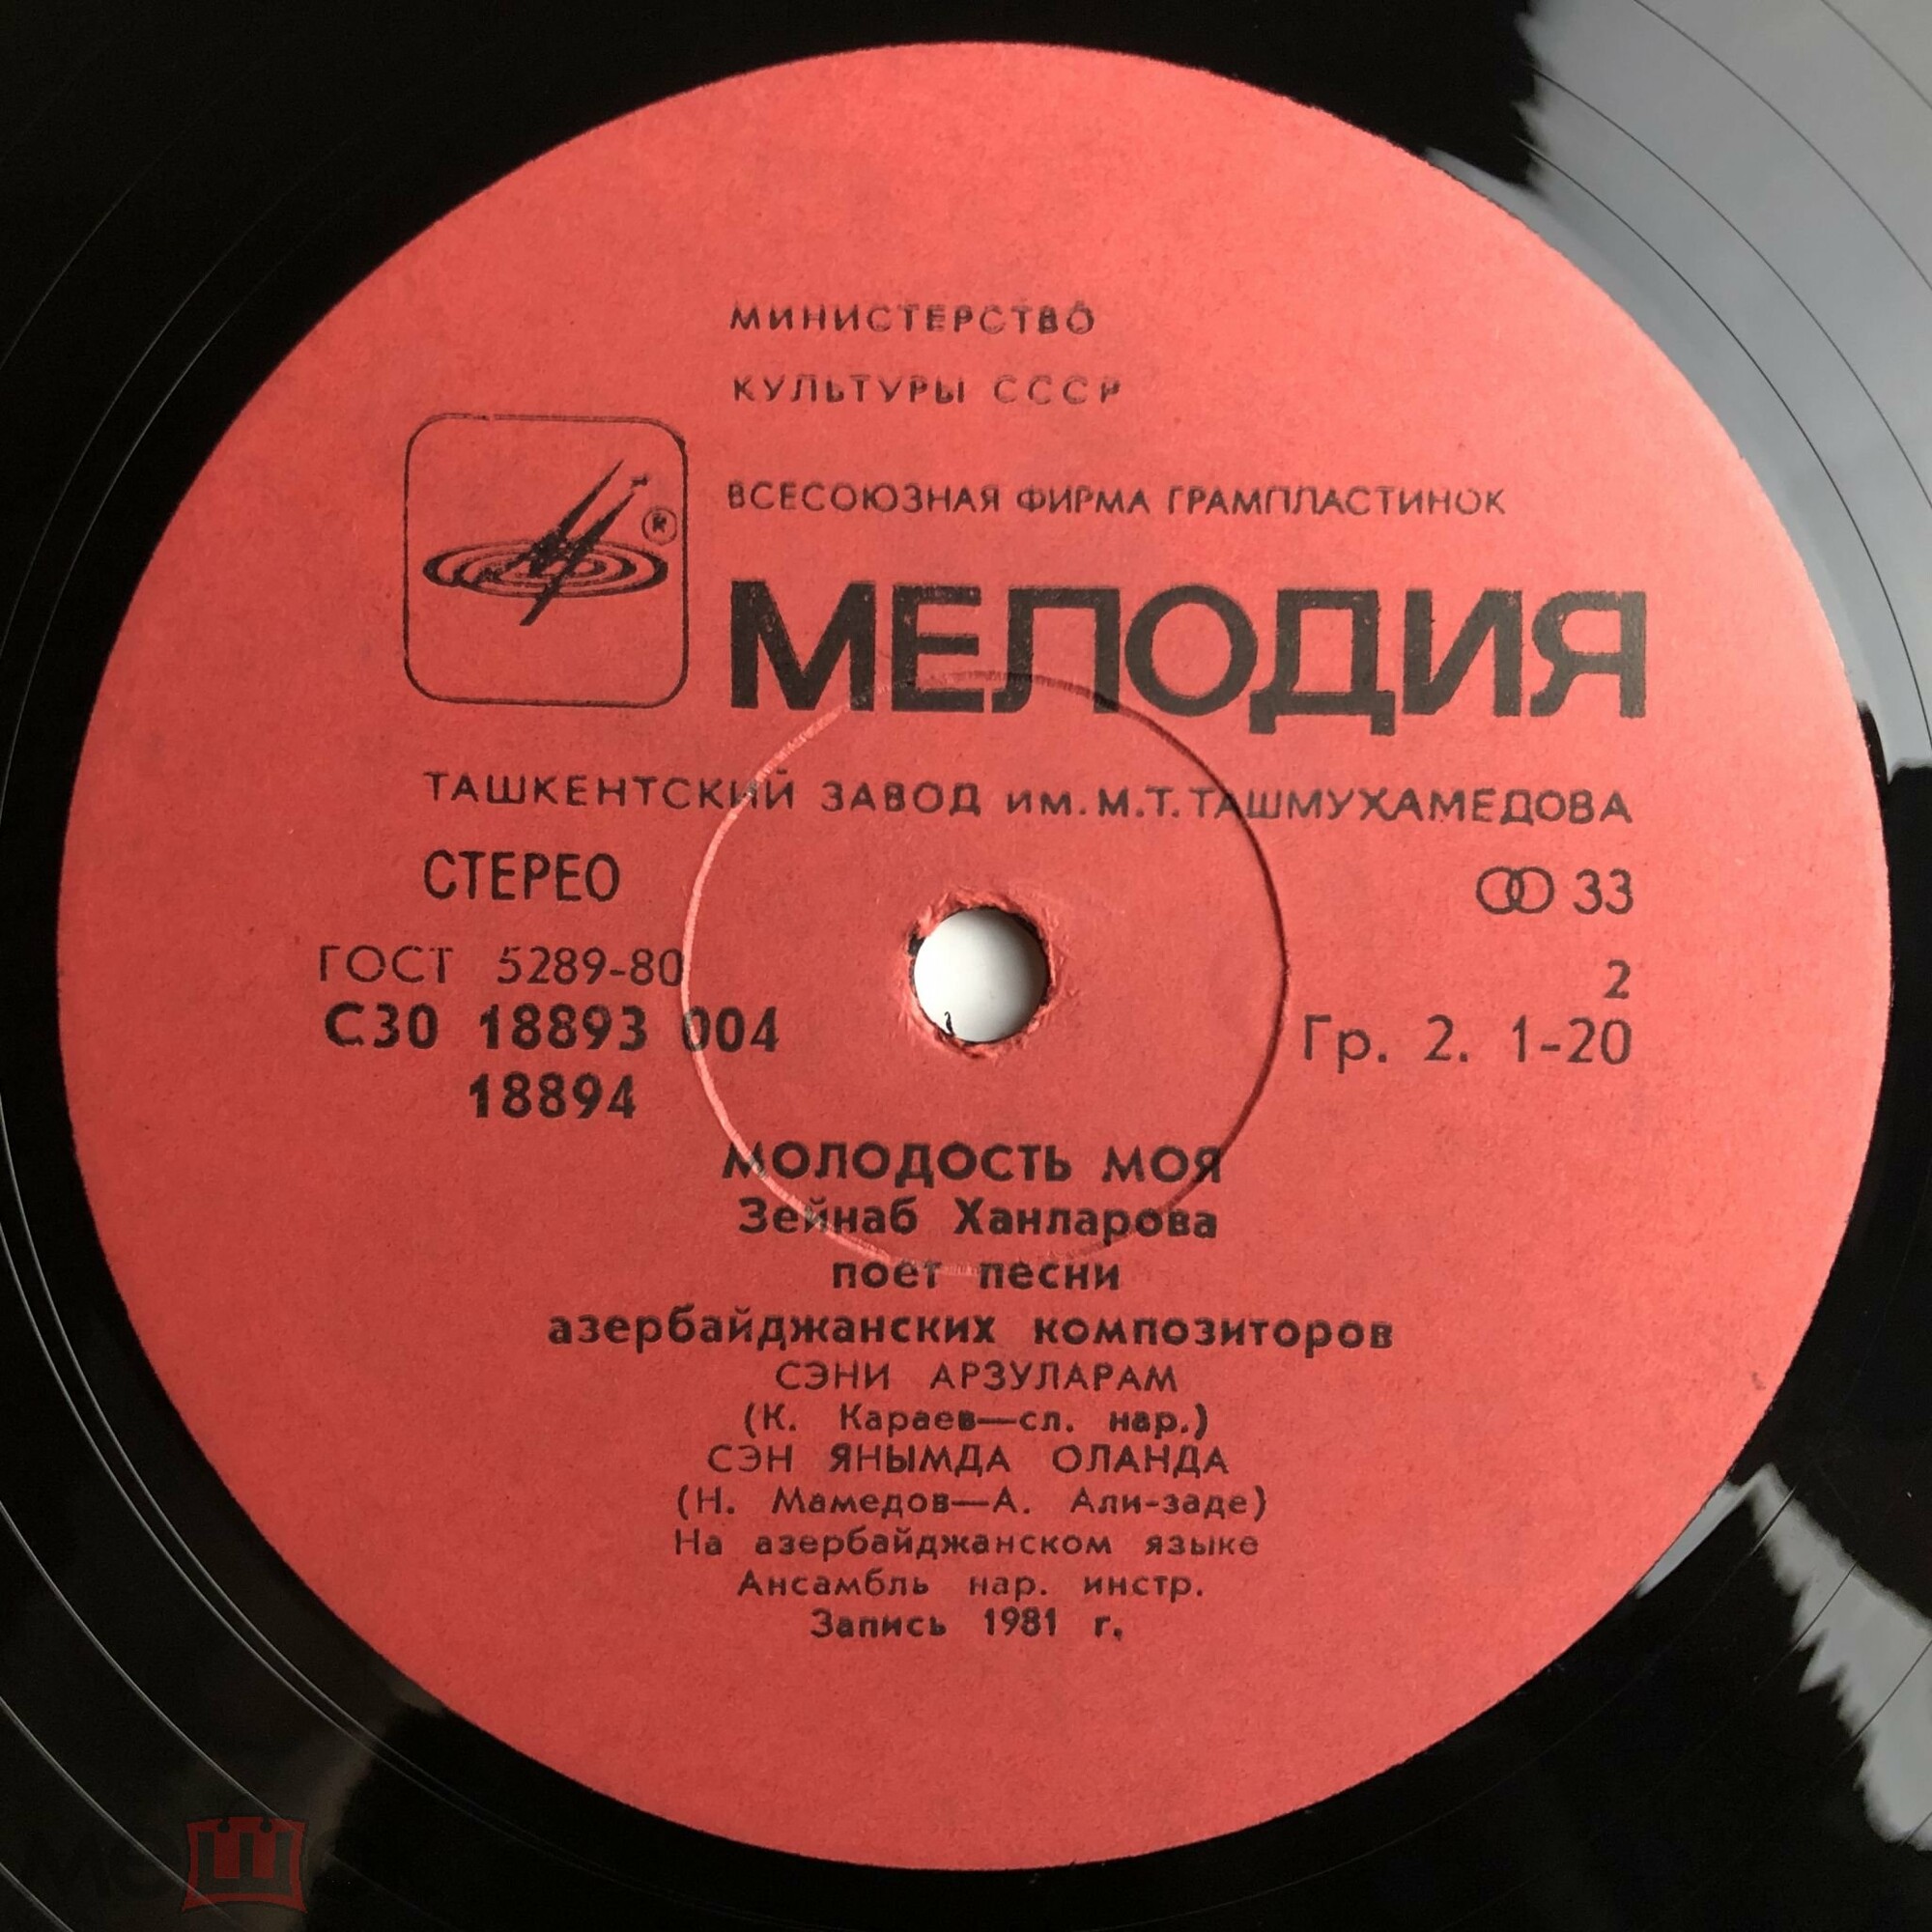 МИНИСТЕРСТВО
КУЛЬТУРЫ СССР
ВСЕСОЮЗНАЯ ФИРМА ГРАМПЛАСТИНОК
®
МЕЛОДИЯ
ТАШКЕНТСКИЙ ЗАВОД ИМ. М.Т. ТАШМУХАМЕДОВА
СТЕРЕО 33
ГОСТ 5289-80 2
С30 18893 004 Гр. 2. 1-20
18894
МОЛОДОСТЬ МОЯ
Зейнаб Ханларова
поет песни
азербайджанских композиторов
СЭНИ АРЗУЛАРАМ
(К. Караев—сл. нар.)
СЭН ЯНЫМДА ОЛАНДА
(Н. Мамедов—А. Али-заде)
На азербайджанском языке
Ансамбль нар. инстр.
Запись 1981 г.